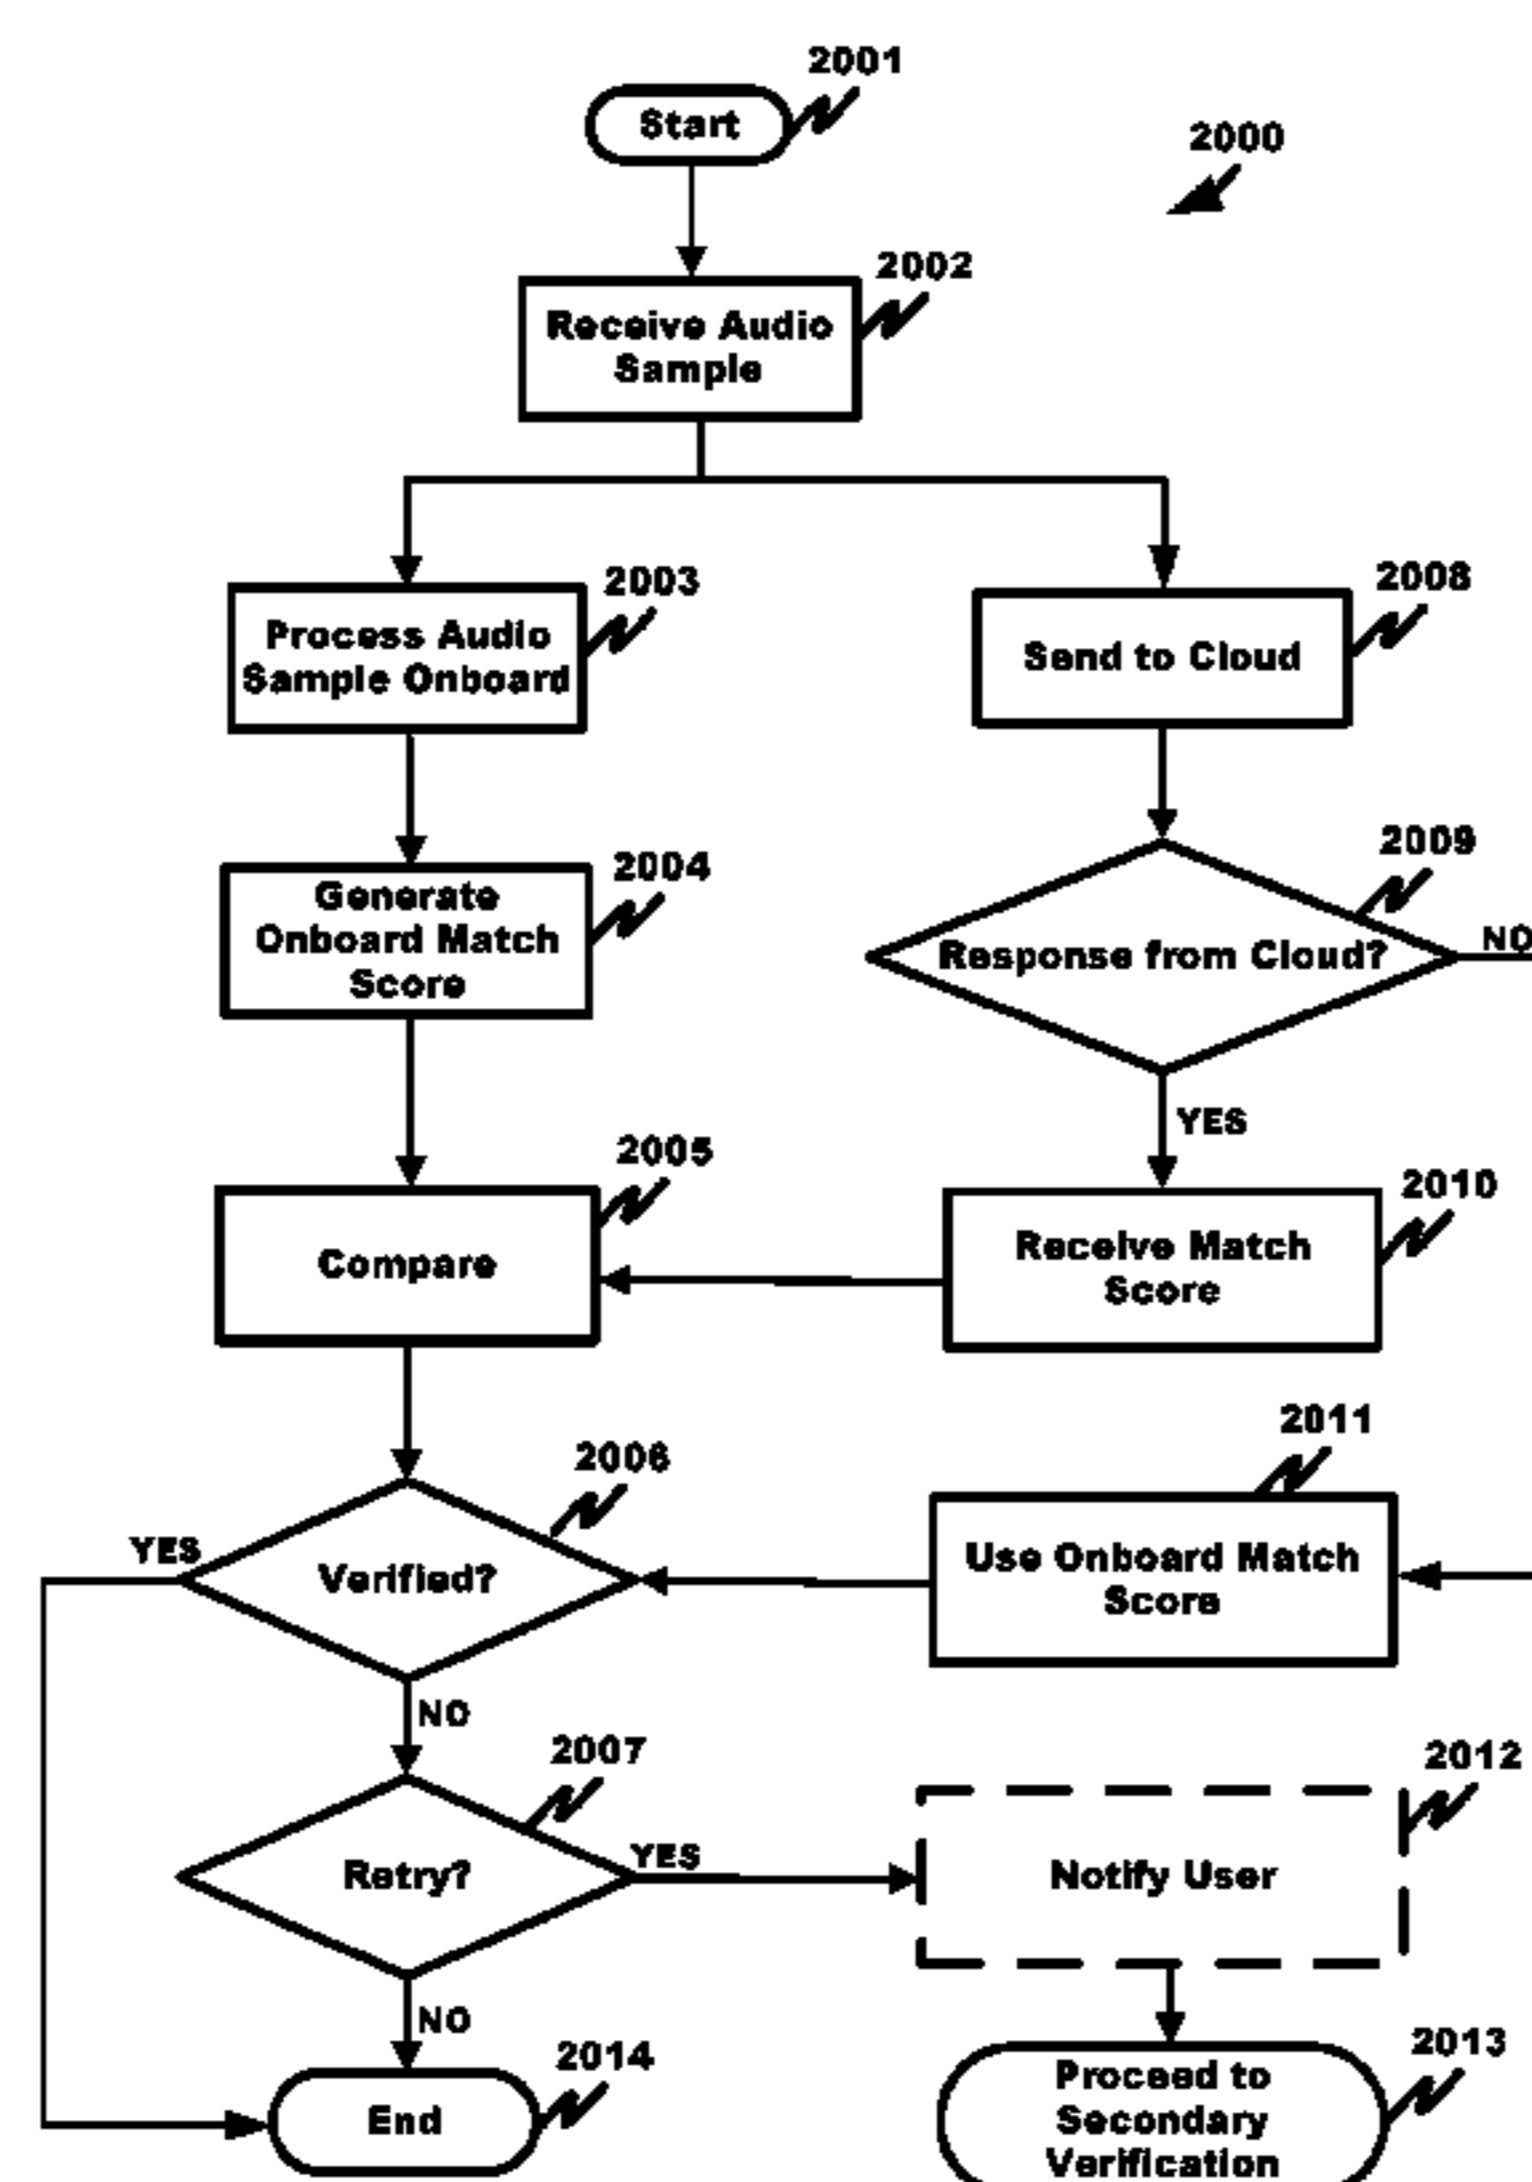 2001
Start
2000
2002
Receive Audio
Sample
2003
Process Audio
Sample Onboard
2008
Send to Cloud
2004
Generate
Onboard Match
Score
2009
Response from Cloud?
NO
YES
2005
Compare
2010
Receive Match
Score
2006
YES
Verified?
NO
2011
Use Onboard Match
Score
2007
Retry?
YES
NO
2012
Notify User
2014
End
2013
Proceed to
Secondary
Verification